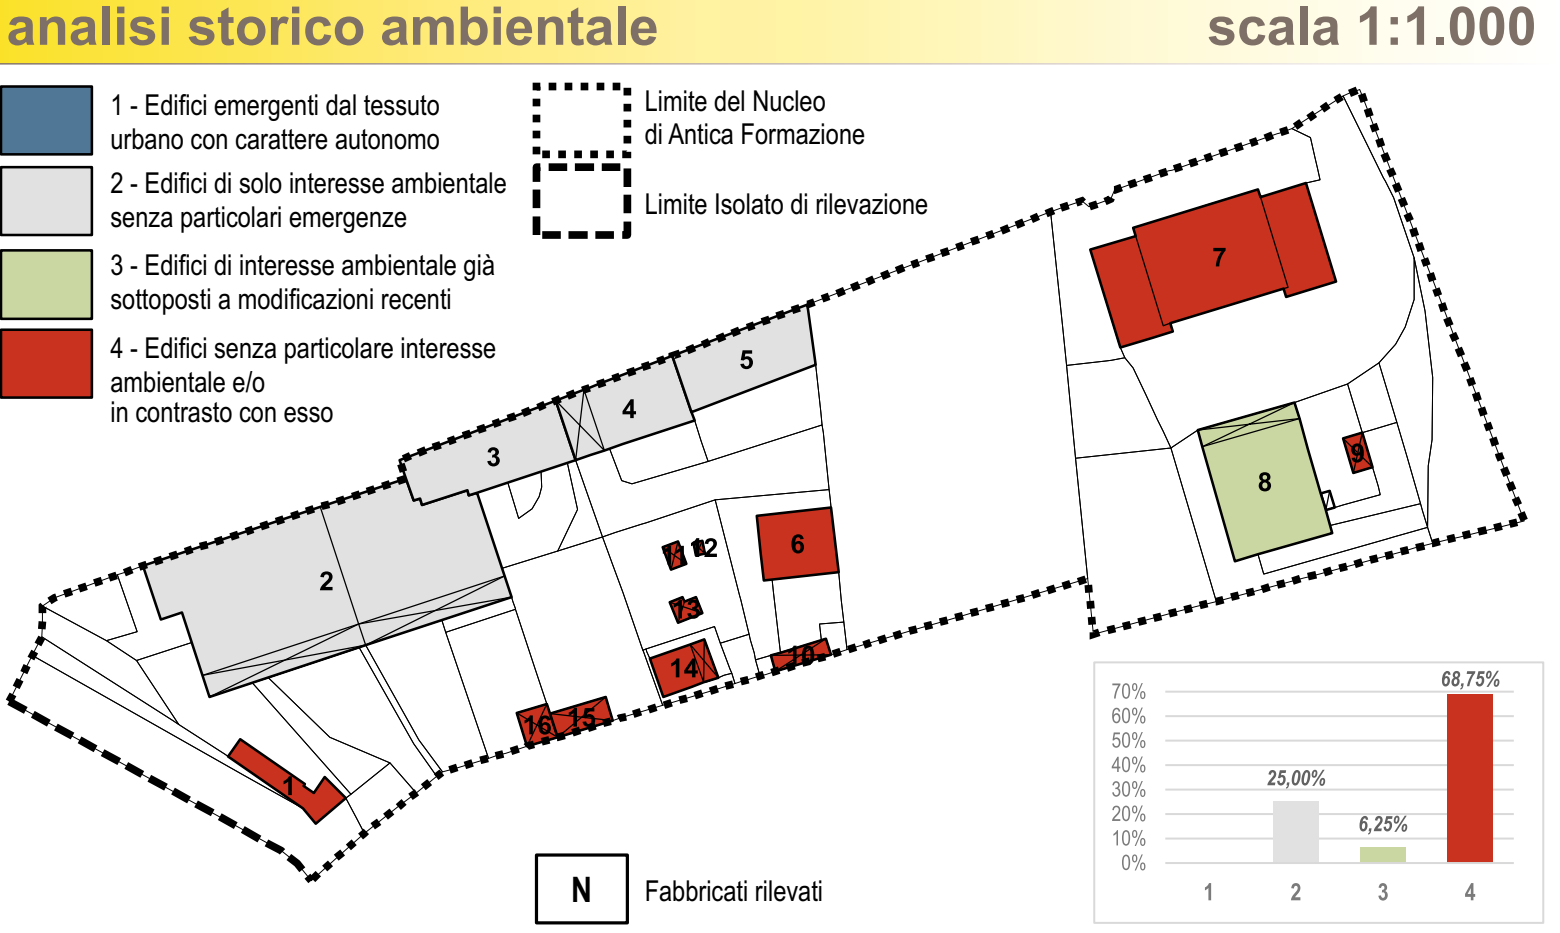 analisi storico ambientale
scala 1:1.000
1 - Edifici emergenti dal tessuto
urbano con carattere autonomo
2 - Edifici di solo interesse ambientale
senza particolari emergenze
3 - Edifici di interesse ambientale già
sottoposti a modificazioni recenti
4 - Edifici senza particolare interesse
ambientale e/o
in contrasto con esso
Limite del Nucleo
di Antica Formazione
Limite Isolato di rilevazione
7
5
4
3
9
8
2
6
11
12
13
14
10
16
15
1
N
Fabbricati rilevati
70%
60%
50%
40%
30%
20%
10%
0%
25,00%
6,25%
68,75%
1
2
3
4